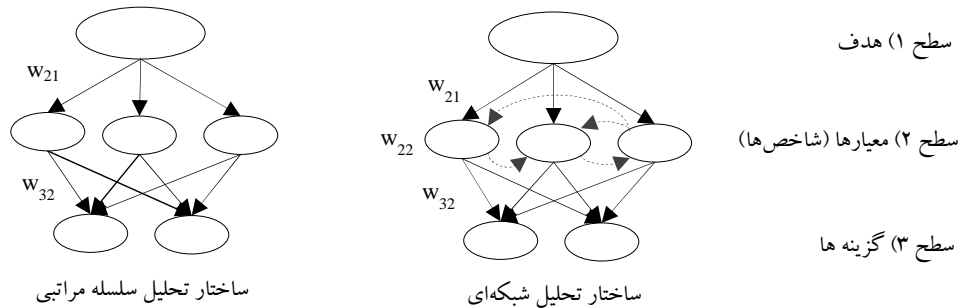 سطح ۱) هدف
w21
w21
سطح ۲) معیارها (شاخص‌ها)
w22
w32
w32
سطح ۳) گزینه ها
ساختار تحلیل شبکه‌ای
ساختار تحلیل سلسله مراتبی